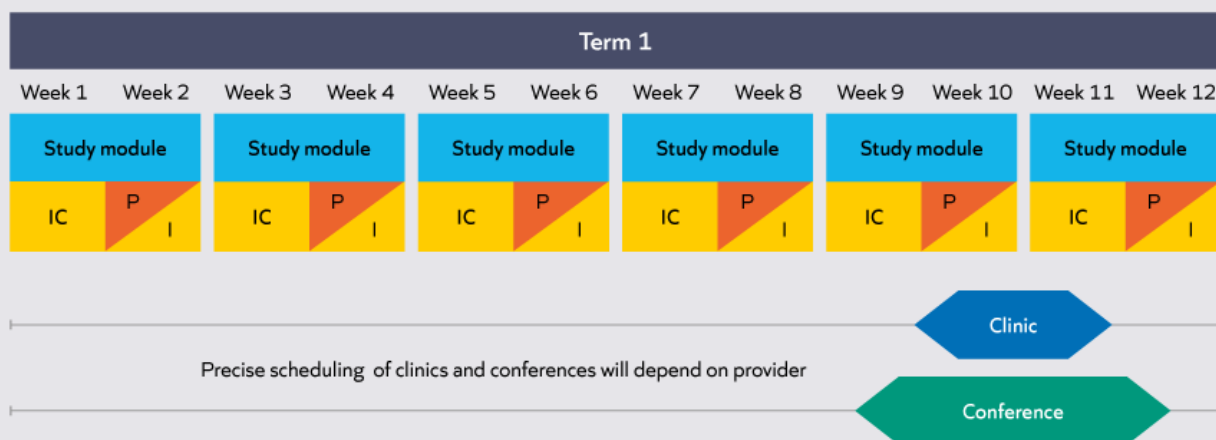 Term 1
Week 1 Week 2 Week 3 Week 4 Week 5 Week 6 Week 7 Week 8 Week 9 Week 10 Week 11 Week 12
Study module Study module Study module Study module Study module Study module
IC P I IC P I IC P I IC P I IC P I IC P I
Clinic
Precise scheduling of clinics and conferences will depend on provider
Conference